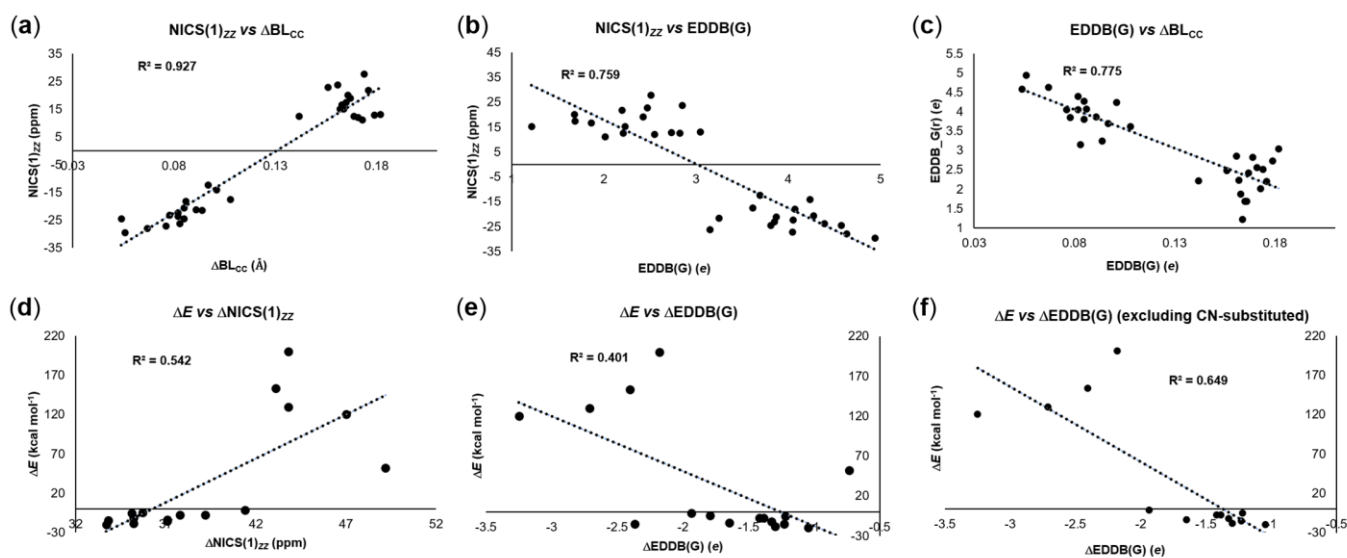 (a)
NICS(1)ZZ vs ΔBLCC
35
25
15
5
-5
-15
-25
-35
0.03
0.08
0.13
0.18
R² = 0.927
NICS(1)ZZ (ppm)
ΔBLCC (Å)
(b)
NICS(1)ZZ vs EDDB(G)
45
35
25
15
5
-5
-15
-25
-35
1
2
3
4
5
R² = 0.759
NICS(1)ZZ (ppm)
EDDB(G) (e)
(c)
EDDB(G) vs ΔBLCC
5.5
5
4.5
4
3.5
3
2.5
2
1.5
1
0.03
0.08
0.13
0.18
R² = 0.775
EDDB_G(r) (e)
EDDB(G) (e)
(d)
ΔE vs ΔNICS(1)ZZ
220
170
120
70
20
-30
32
37
42
47
52
R² = 0.542
ΔE (kcal mol-1)
ΔNICS(1)ZZ (ppm)
(e)
ΔE vs ΔEDDB(G)
220
170
120
70
20
-30
-3.5
-3
-2.5
-2
-1.5
-1
-0.5
R² = 0.401
ΔE (kcal mol-1)
ΔEDDB(G) (e)
(f)
ΔE vs ΔEDDB(G) (excluding CN-substituted)
220
170
120
70
20
-30
-3.5
-3
-2.5
-2
-1.5
-1
-0.5
R² = 0.649
ΔE (kcal mol-1)
ΔEDDB(G) (e)